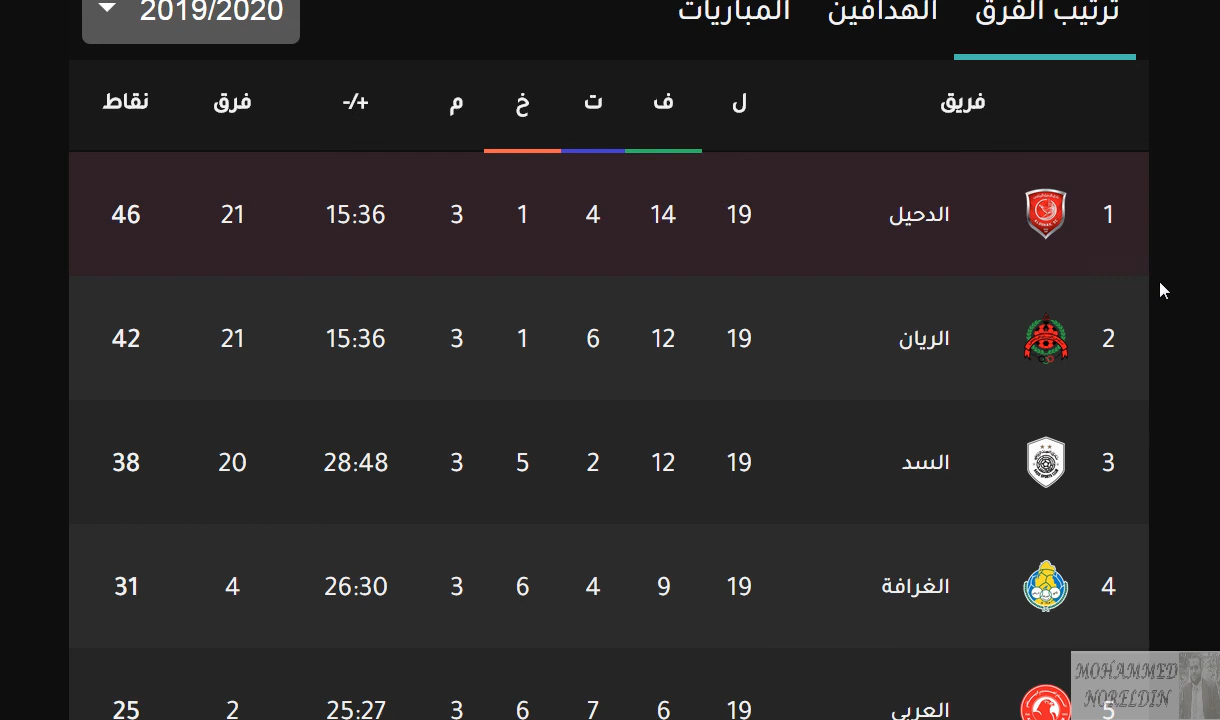 ترتيب الفرق الهدافين المباريات 2019/2020
فريق ل ف ت خ م +/- فرق نقاط
1 الدحيل 19 14 4 1 3 15:36 21 46
2 الريان 19 12 6 1 3 15:36 21 42
3 السد 19 12 2 5 3 28:48 20 38
4 الغرافة 19 9 4 6 3 26:30 4 31
5 العربي 19 6 7 6 3 25:27 2 25
MOHAMMED
NORELDIN